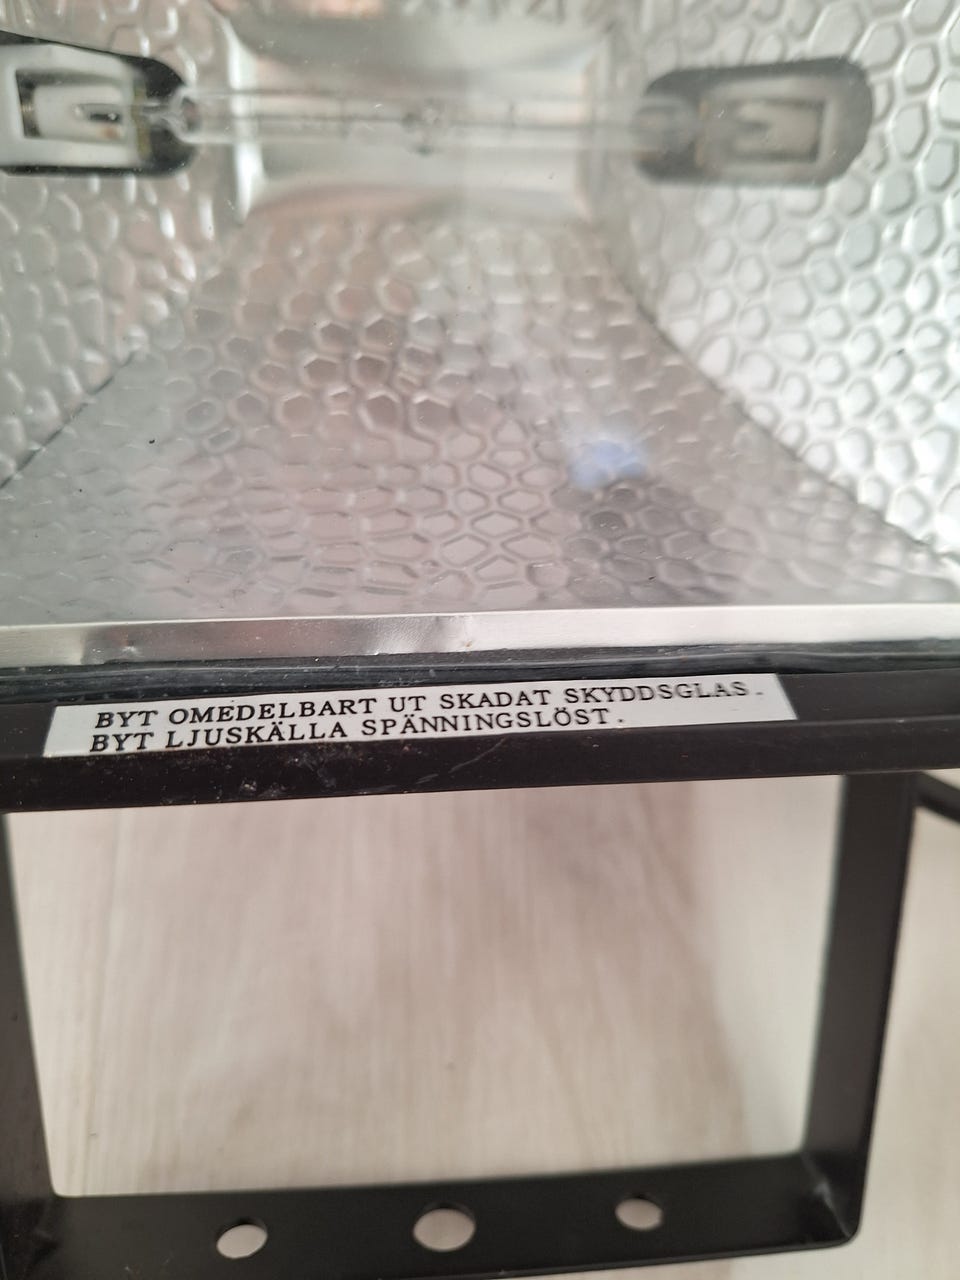 BYT OMEDELBART UT SKADAT SKYDDSGLAS.
BYT LJUSKÄLLA SPÄNNINGSLÖST.